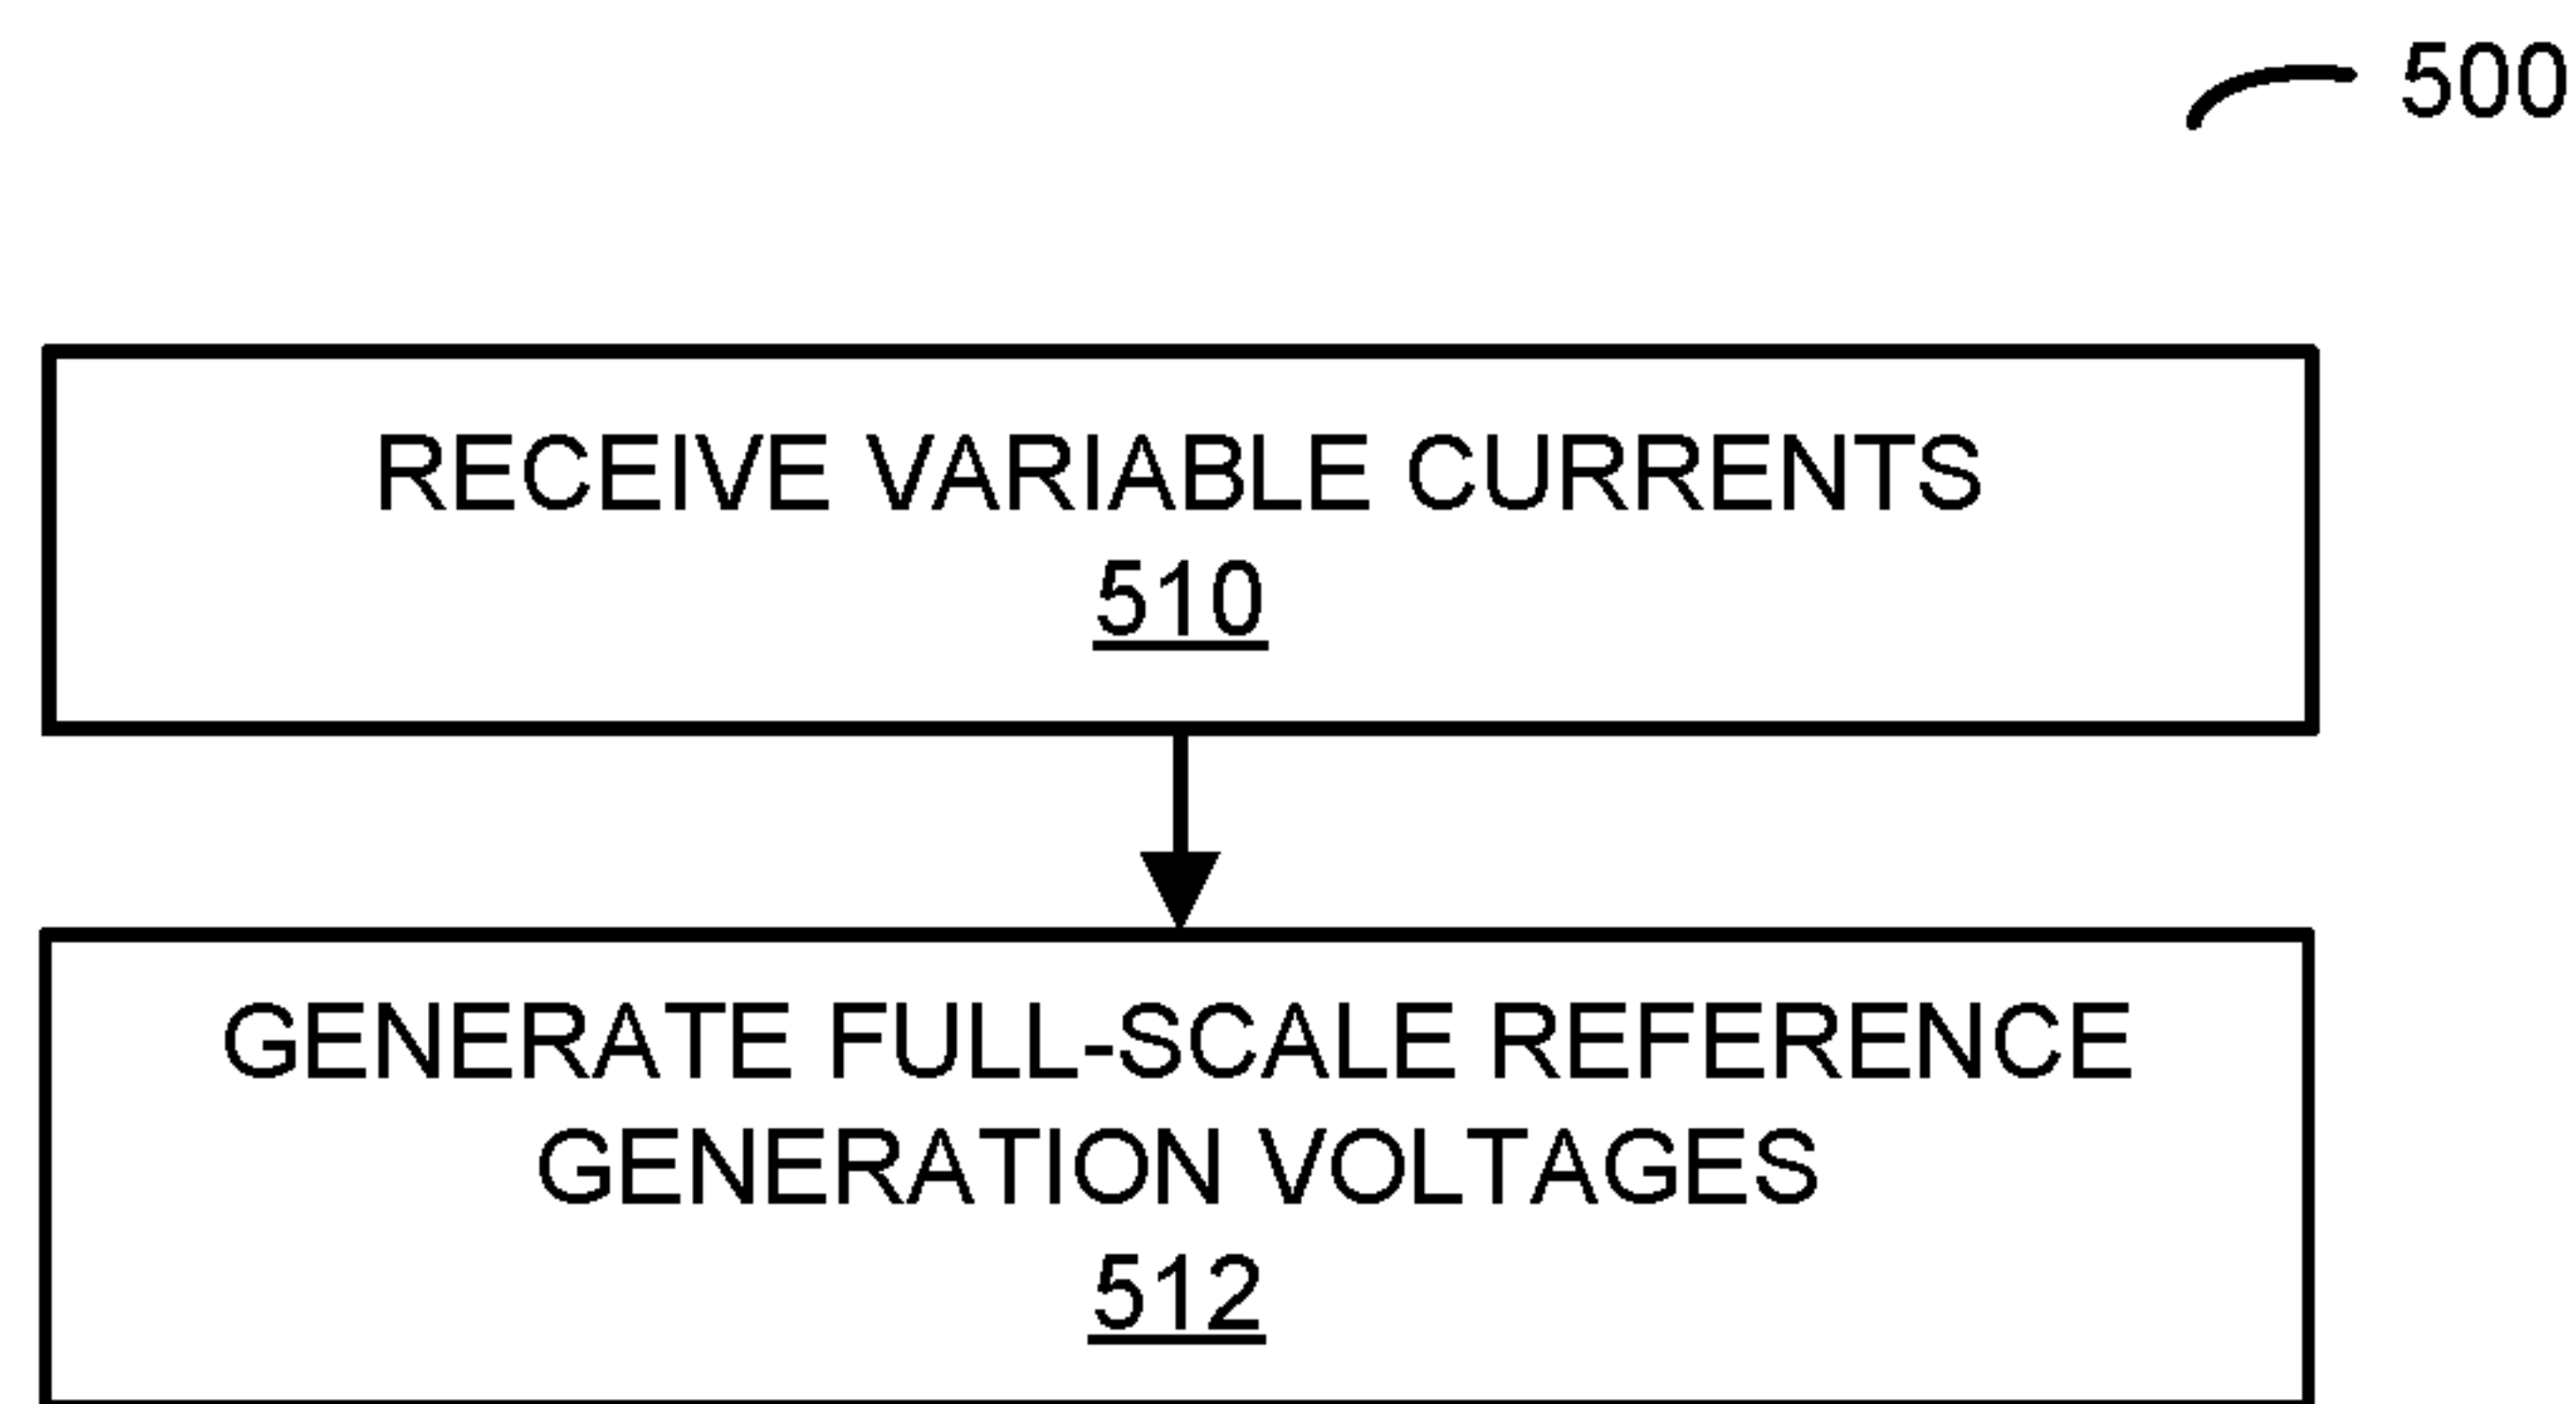 500
RECEIVE VARIABLE CURRENTS
510
GENERATE FULL-SCALE REFERENCE
GENERATION VOLTAGES
512